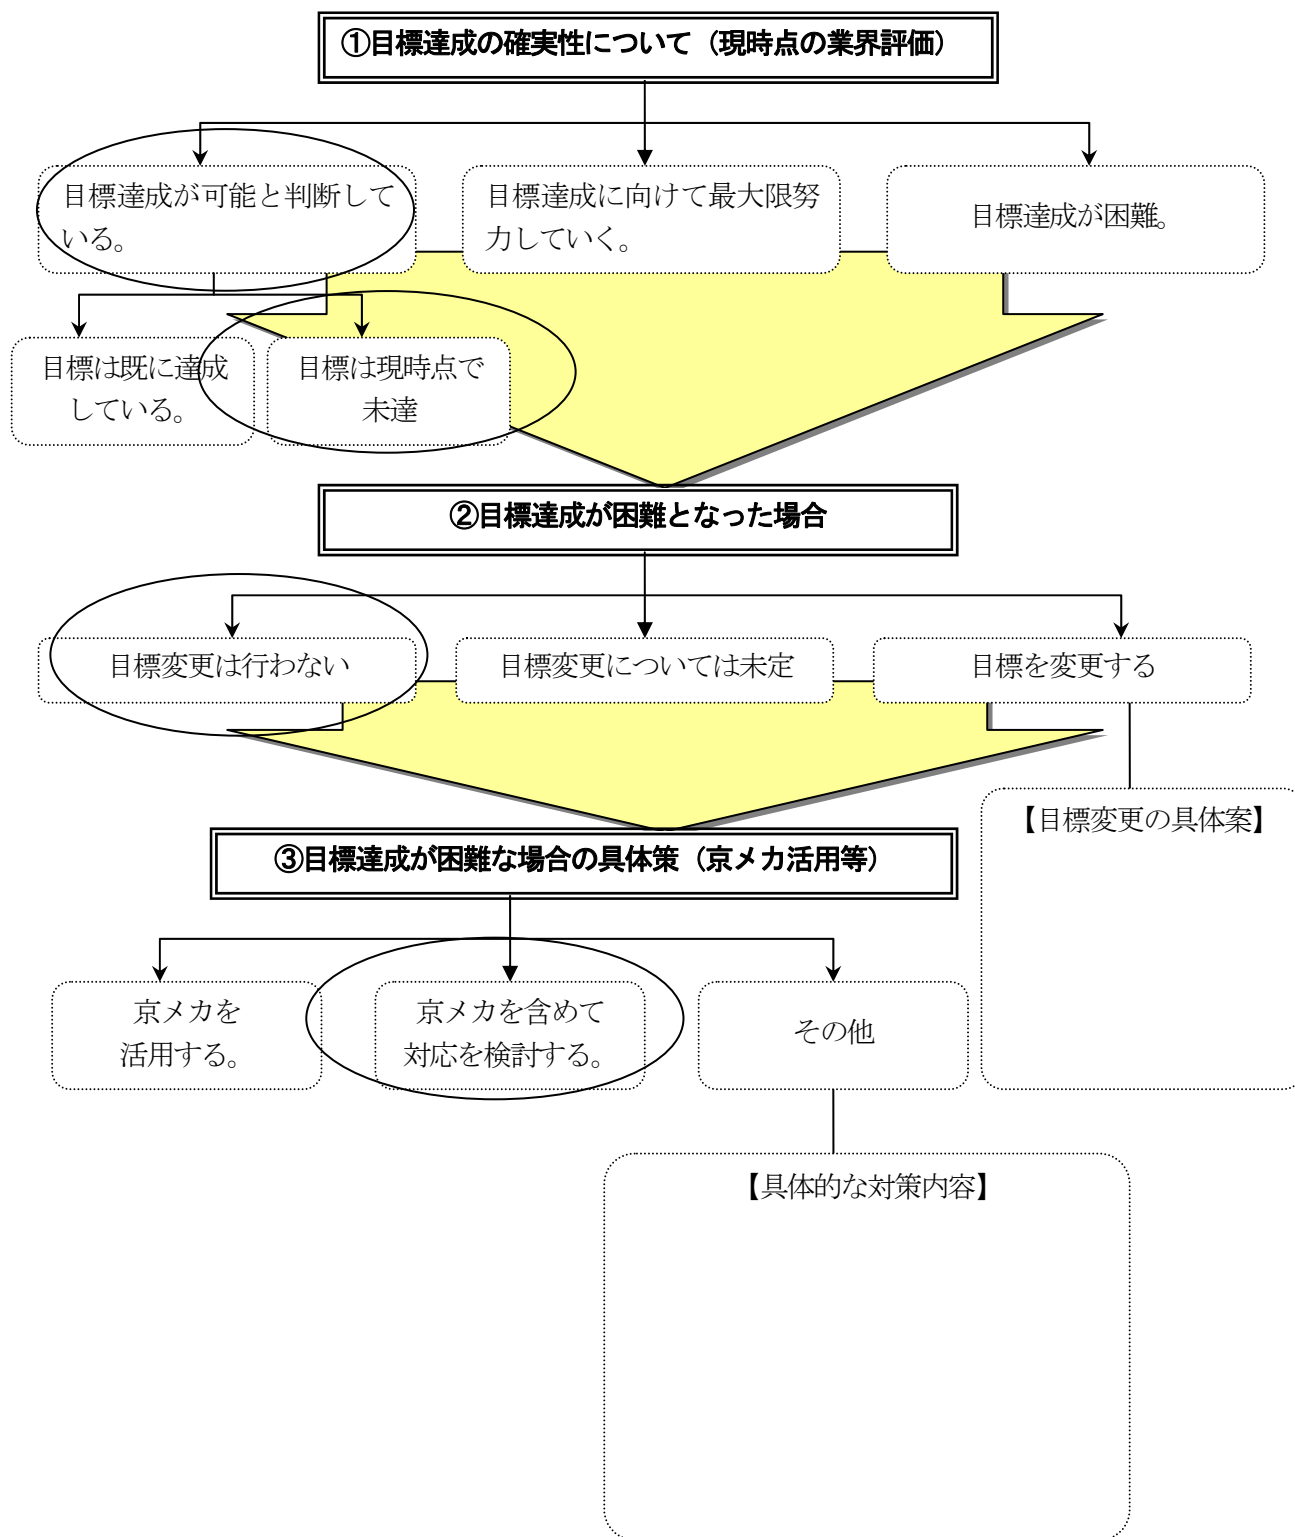 ①目標達成の確実性について（現時点の業界評価）
目標達成が可能と判断して
いる。
目標達成に向けて最大限努
力していく。
目標達成が困難。
目標は既に達成
している。
目標は現時点で
未達
②目標達成が困難となった場合
目標変更は行わない
目標変更については未定
目標を変更する
【目標変更の具体案】
③目標達成が困難な場合の具体策（京メカ活用等）
京メカを
活用する。
京メカを含めて
対応を検討する。
その他
【具体的な対策内容】